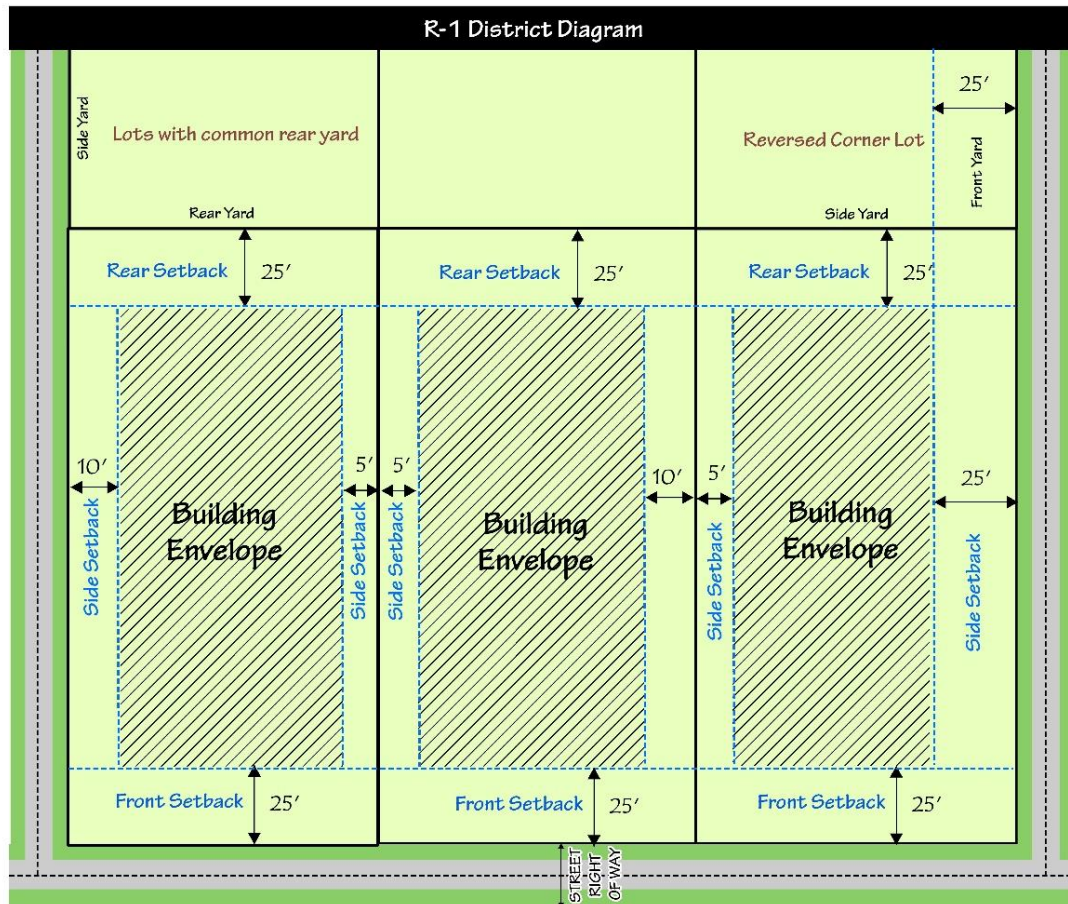 R-1 District Diagram
25'
Side Yard
Lots with common rear yard
Reversed Corner Lot
Front Yard
Rear Yard
Side Yard
Rear Setback
25'
Rear Setback
25'
Rear Setback
25'
10'
5'
5'
10'
5'
25'
Side Setback
Building
Envelope
Side Setback
Side Setback
Building
Envelope
Side Setback
Building
Envelope
Side Setback
Front Setback
25'
Front Setback
25'
Front Setback
25'
STREET
RIGHT
OF WAY